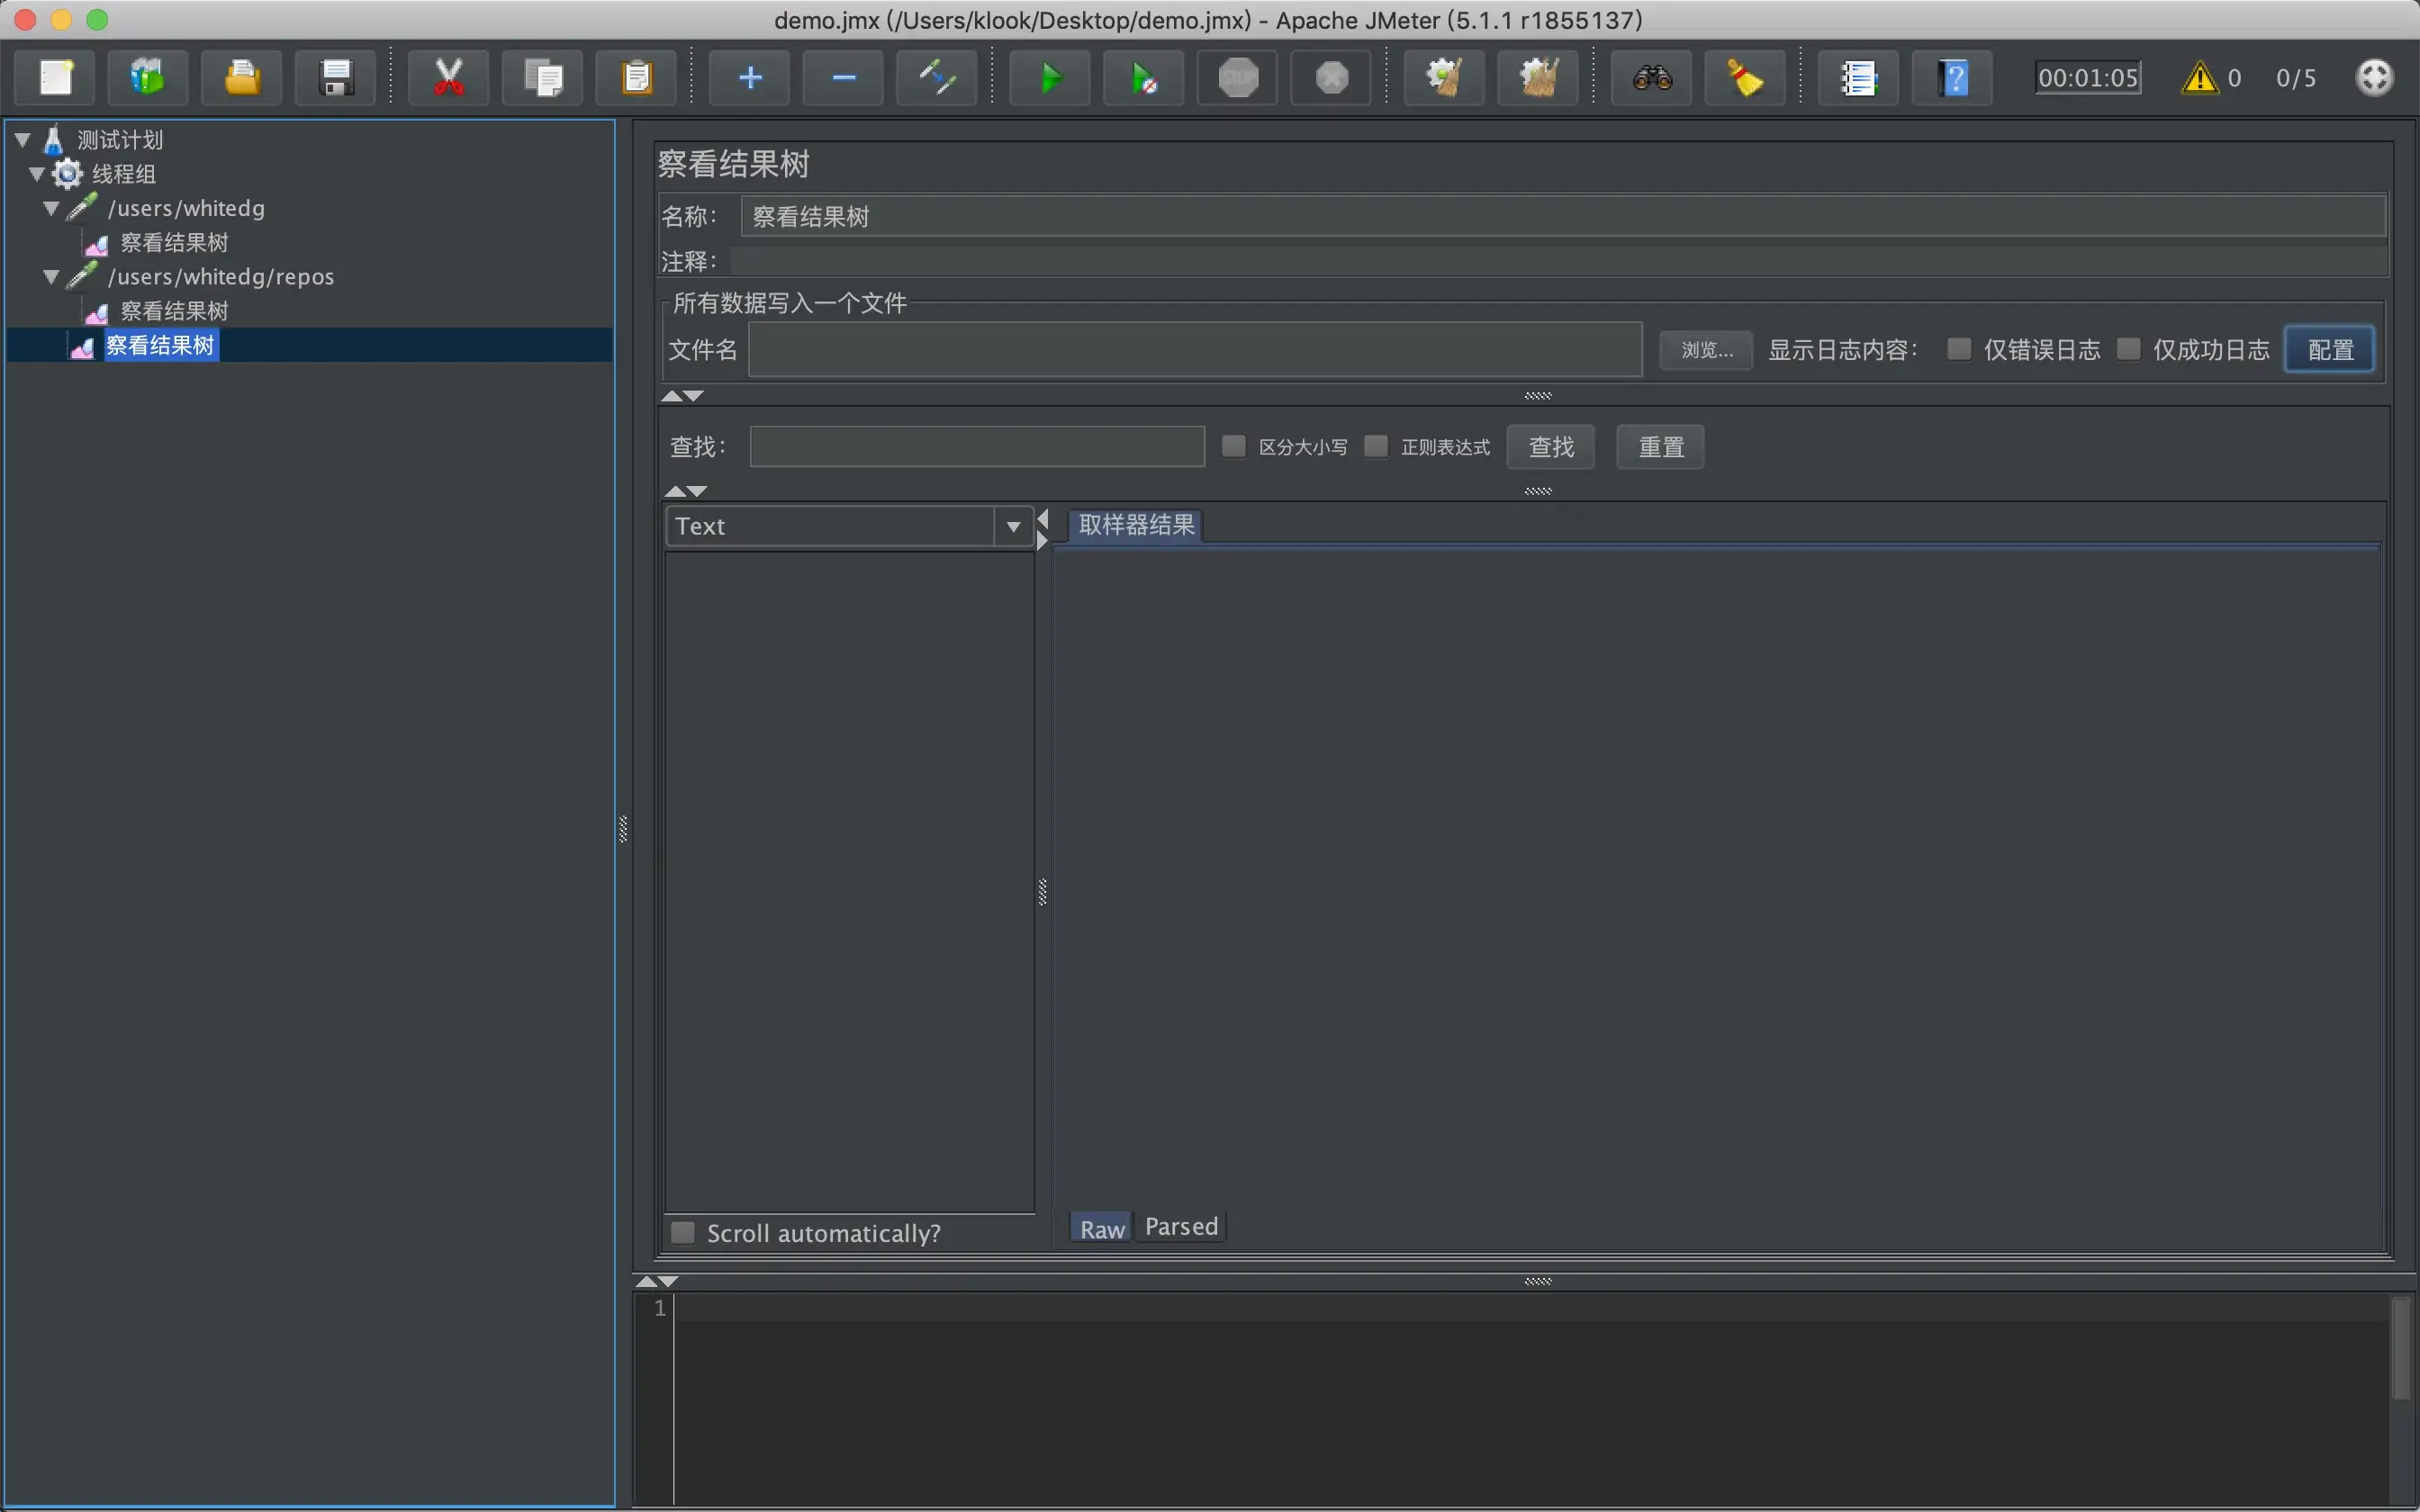 demo.jmx (/Users/klook/Desktop/demo.jmx) - Apache JMeter (5.1.1 r1855137)
STOP
?
00:01:05
!
0
0/5
测试计划
线程组
/users/whitedg
察看结果树
/users/whitedg/repos
察看结果树
察看结果树
察看结果树
名称：
察看结果树
注释：
所有数据写入一个文件
文件名
浏览...
显示日志内容：
仅错误日志
仅成功日志
配置
查找：
区分大小写
正则表达式
查找
重置
Text
取样器结果
Scroll automatically?
Raw
Parsed
1